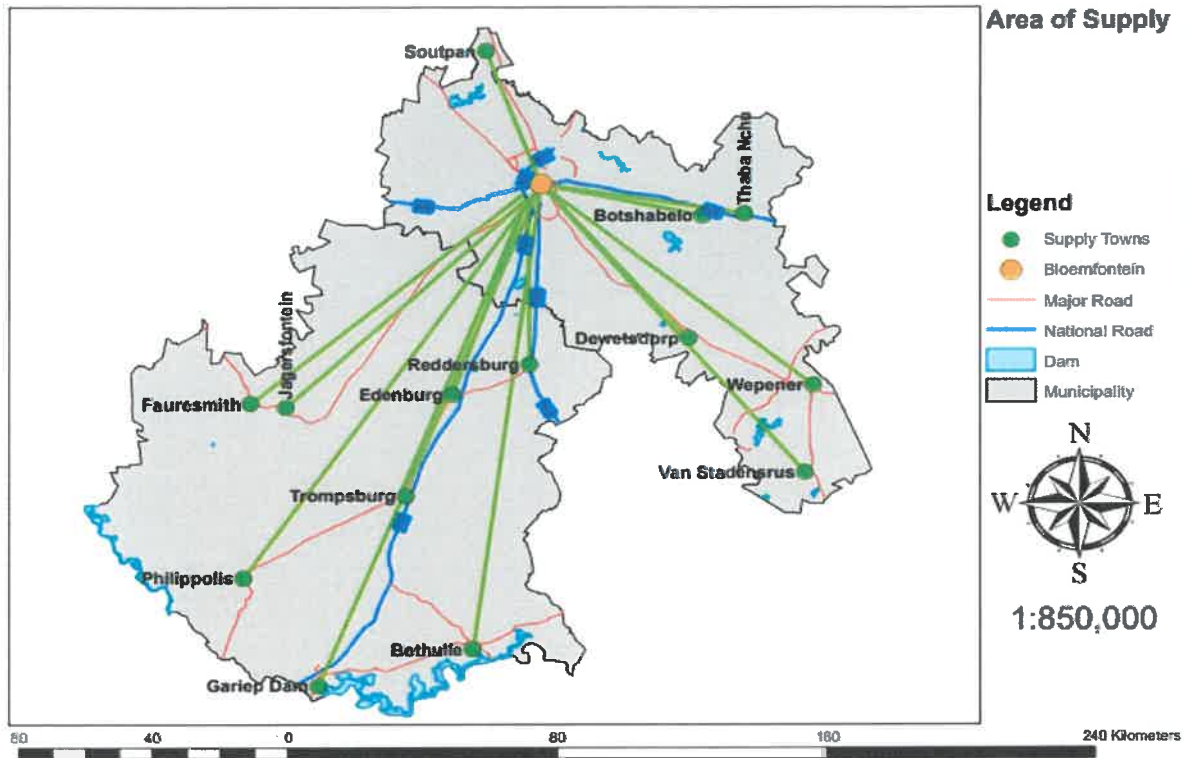 Area of Supply
Soutpan
Thaba Nchu
Botshabelo
Legend
Supply Towns
Bloemfontein
Major Road
National Road
Dam
Municipality
Jagersfontein
Dewetsdorp
Reddersburg
Edenburg
Wepener
Fauresmith
Van Stadensrus
Trompsburg
Philippolis
Bethulie
Gariep Dam
N
W
E
S
1:850,000
80 40 0 80 160 240 Kilometers